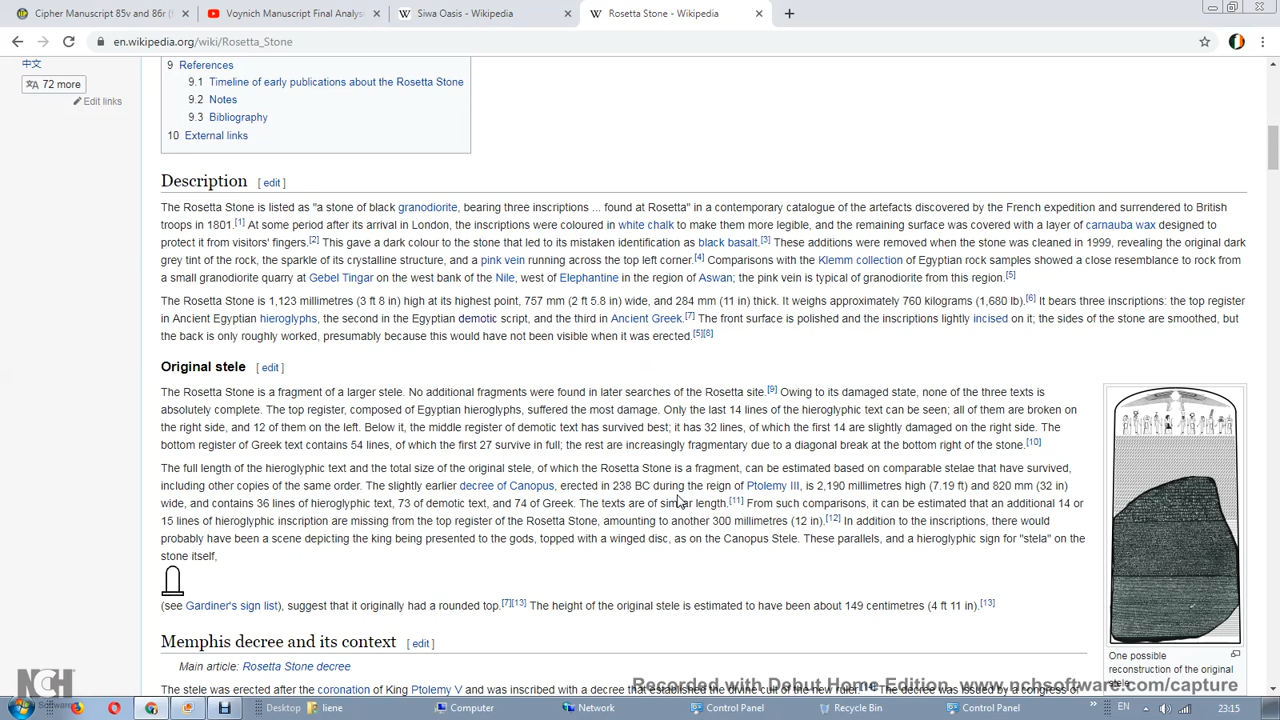 Cipher Manuscript 85v and 86r (f
Voynich Manuscript Final Analysi
Siwa Oasis - Wikipedia
Rosetta Stone - Wikipedia
en.wikipedia.org/wiki/Rosetta_Stone
中文
72 more
Edit links
9 References
9.1 Timeline of early publications about the Rosetta Stone
9.2 Notes
9.3 Bibliography
10 External links
Description [ edit ]
The Rosetta Stone is listed as "a stone of black granodiorite, bearing three inscriptions ... found at Rosetta" in a contemporary catalogue of the artefacts discovered by the French expedition and surrendered to British
troops in 1801.[1] At some period after its arrival in London, the inscriptions were coloured in white chalk to make them more legible, and the remaining surface was covered with a layer of carnauba wax designed to
protect it from visitors' fingers.[2] This gave a dark colour to the stone that led to its mistaken identification as black basalt.[3] These additions were removed when the stone was cleaned in 1999, revealing the original dark
grey tint of the rock, the sparkle of its crystalline structure, and a pink vein running across the top left corner.[4] Comparisons with the Klemm collection of Egyptian rock samples showed a close resemblance to rock from
a small granodiorite quarry at Gebel Tingar on the west bank of the Nile, west of Elephantine in the region of Aswan; the pink vein is typical of granodiorite from this region.[5]
The Rosetta Stone is 1,123 millimetres (3 ft 8 in) high at its highest point, 757 mm (2 ft 5.8 in) wide, and 284 mm (11 in) thick. It weighs approximately 760 kilograms (1,680 lb).[6] It bears three inscriptions: the top register
in Ancient Egyptian hieroglyphs, the second in the Egyptian demotic script, and the third in Ancient Greek.[7] The front surface is polished and the inscriptions lightly incised on it; the sides of the stone are smoothed, but
the back is only roughly worked, presumably because this would have not been visible when it was erected.[5][8]
Original stele [ edit ]
The Rosetta Stone is a fragment of a larger stele. No additional fragments were found in later searches of the Rosetta site.[9] Owing to its damaged state, none of the three texts is
absolutely complete. The top register, composed of Egyptian hieroglyphs, suffered the most damage. Only the last 14 lines of the hieroglyphic text can be seen; all of them are broken on
the right side, and 12 of them on the left. Below it, the middle register of demotic text has survived best; it has 32 lines, of which the first 14 are slightly damaged on the right side. The
bottom register of Greek text contains 54 lines, of which the first 27 survive in full; the rest are increasingly fragmentary due to a diagonal break at the bottom right of the stone.[10]
The full length of the hieroglyphic text and the total size of the original stele, of which the Rosetta Stone is a fragment, can be estimated based on comparable stelae that have survived,
including other copies of the same order. The slightly earlier decree of Canopus, erected in 238 BC during the reign of Ptolemy III, is 2,190 millimetres high (7.19 ft) and 820 mm (32 in)
wide, and contains 36 lines of hieroglyphic text, 73 of demotic text, and 74 of Greek. The texts are of similar length.[11] From such comparisons, it can be estimated that an additional 14 or
15 lines of hieroglyphic inscription are missing from the top register of the Rosetta Stone, amounting to another 300 millimetres (12 in).[12] In addition to the inscriptions, there would
probably have been a scene depicting the king being presented to the gods, topped with a winged disc, as on the Canopus Stele. These parallels, and a hieroglyphic sign for "stela" on the
stone itself,
(see Gardiner's sign list), suggest that it originally had a rounded top.[7][13] The height of the original stele is estimated to have been about 149 centimetres (4 ft 11 in).[13]
One possible
reconstruction of the original
stele
Memphis decree and its context [ edit ]
Main article: Rosetta Stone decree
The stele was erected after the coronation of King Ptolemy V and was inscribed with a decree that established the divine cult of the new ruler. The decree was issued by a congress of
Recorded with Debut Home Edition. www.nchsoftware.com/capture
NCH
Desktop
liene
Computer
Network
Control Panel
Recycle Bin
Control Panel
EN
23:15